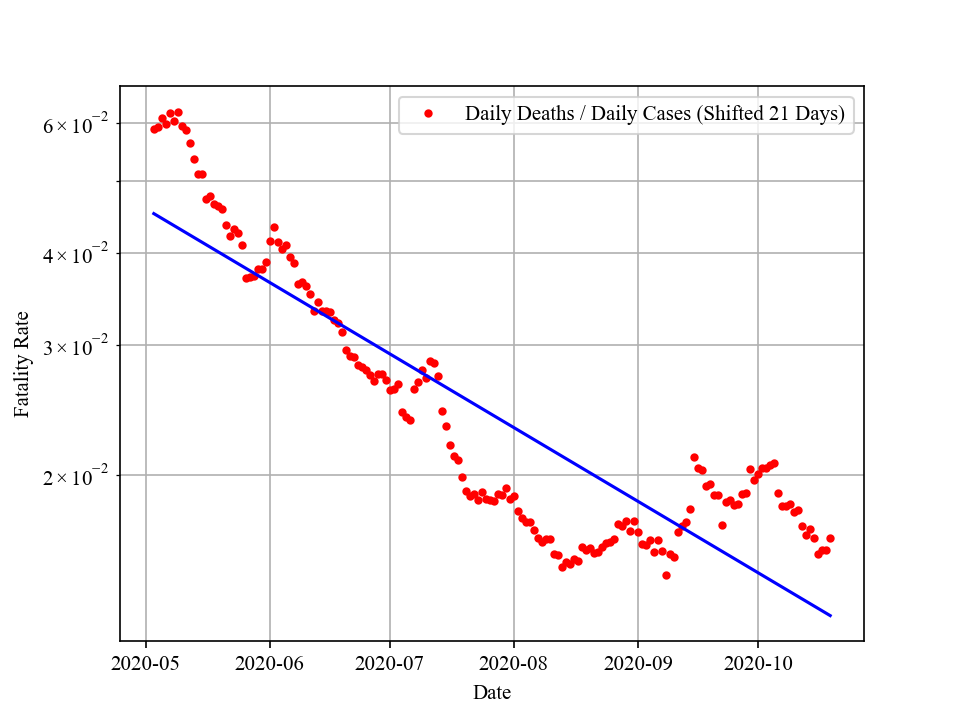 Daily Deaths / Daily Cases (Shifted 21 Days)
6 × 10⁻²
4 × 10⁻²
3 × 10⁻²
2 × 10⁻²
Fatality Rate
2020-05 2020-06 2020-07 2020-08 2020-09 2020-10
Date